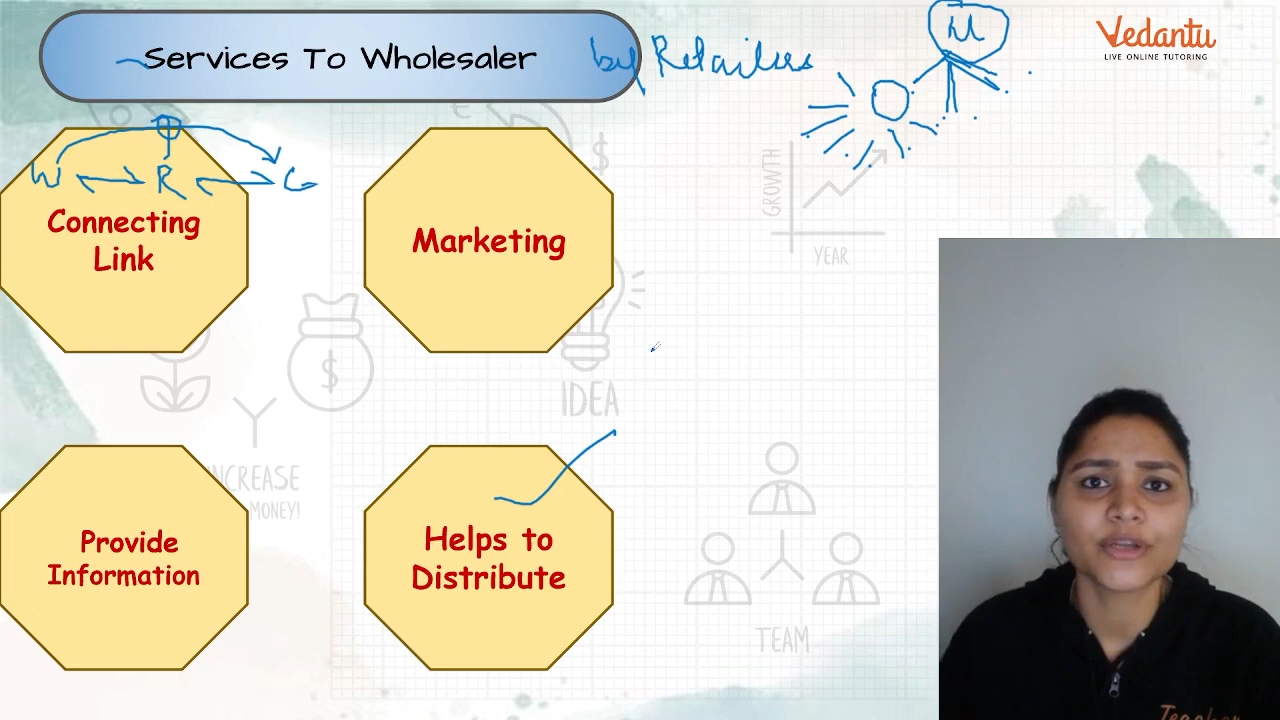 Services To Wholesaler
by Retailers
M
Vedantu
LIVE ONLINE TUTORING
W R C
Connecting
Link
Marketing
GROWTH
YEAR
IDEA
INCREASE
MONEY!
Provide
Information
Helps to
Distribute
TEAM